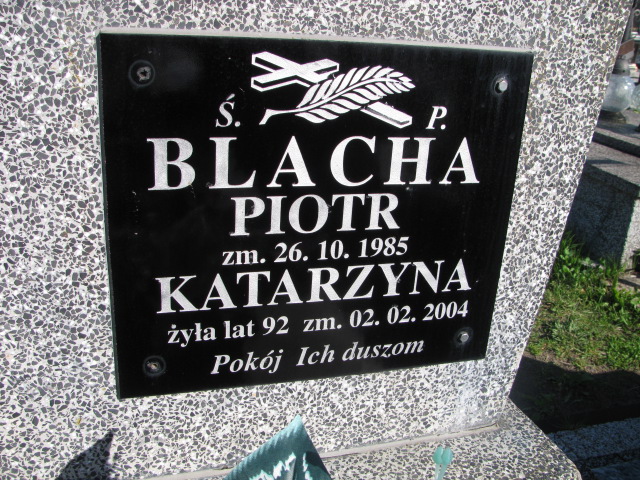 Ś. P.
BLACHA
PIOTR
zm. 26. 10. 1985
KATARZYNA
żyła lat 92 zm. 02. 02. 2004
Pokój Ich duszom